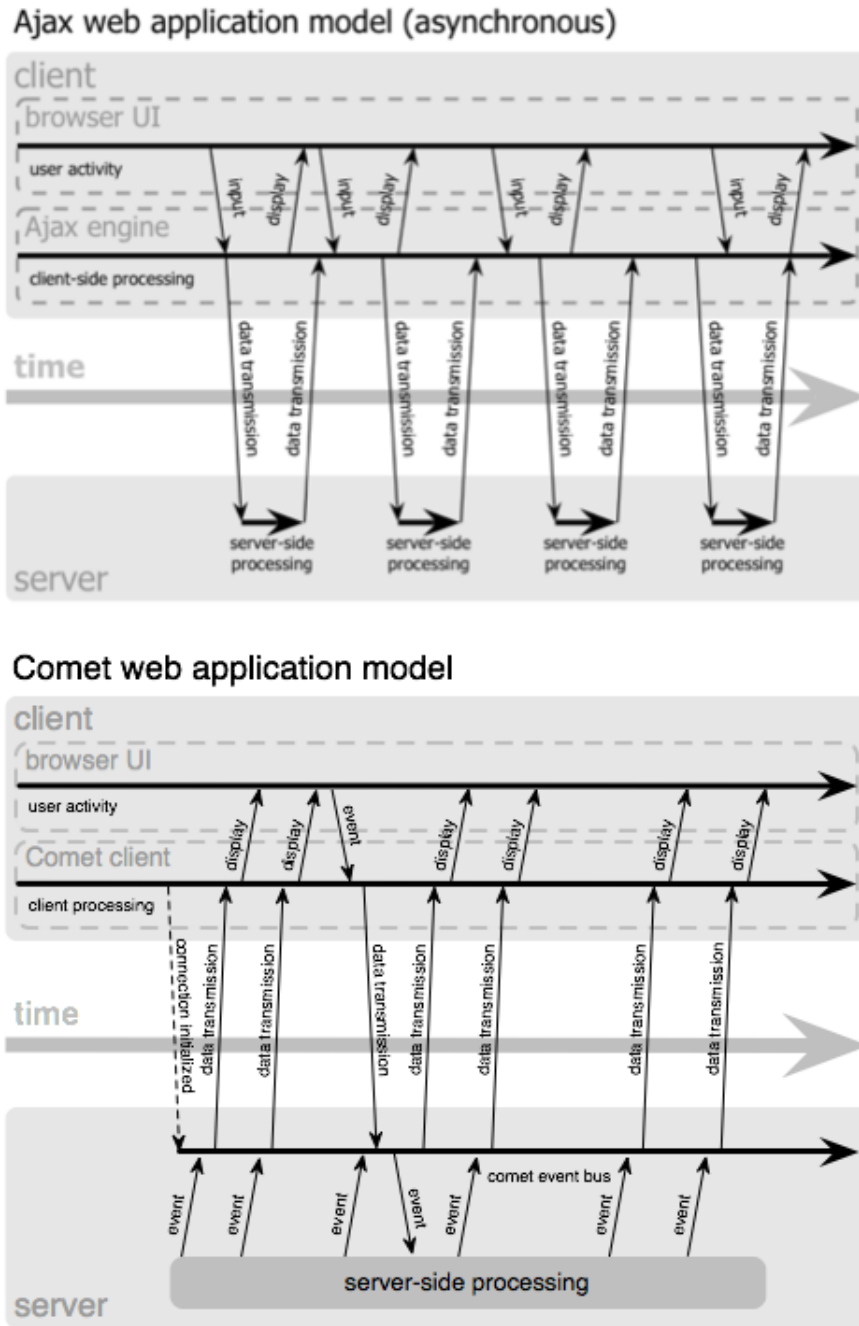 Ajax web application model (asynchronous)
client
browser UI
user activity
input
display
input
display
input
display
input
display
Ajax engine
client-side processing
data transmission
data transmission
data transmission
data transmission
data transmission
data transmission
data transmission
data transmission
time
server-side
processing
server-side
processing
server-side
processing
server-side
processing
server
Comet web application model
client
browser UI
user activity
display
display
event
display
display
display
display
Comet client
client processing
connection initialized
data transmission
data transmission
data transmission
data transmission
data transmission
data transmission
data transmission
time
comet event bus
event
event
event
event
event
event
event
server-side processing
server